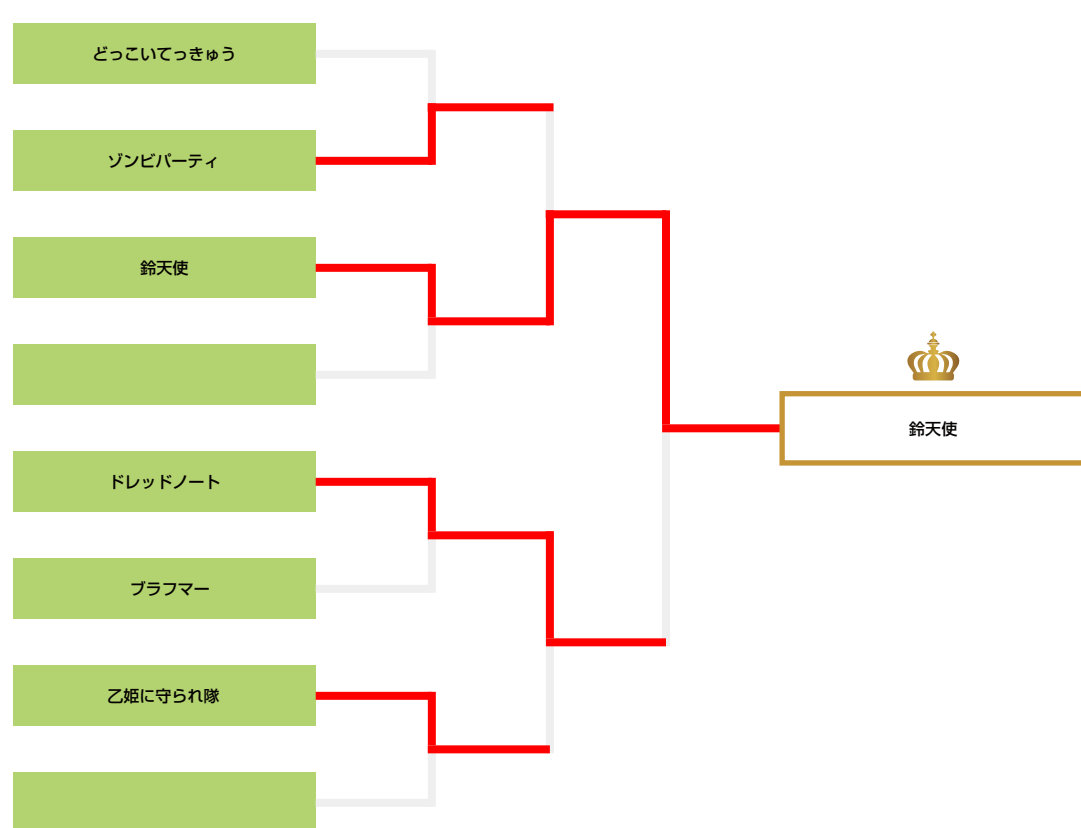 どっこいてっきゅう
ゾンビパーティ
鈴天使
ドレッドノート
ブラフマー
乙姫に守られ隊
鈴天使